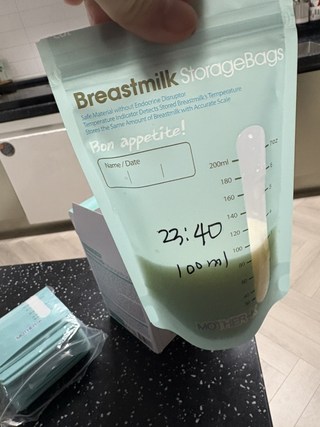 Breastmilk StorageBags
Safe Material without Endocrine Disruptor
Temperature Indicator Detects Stored Breastmilk's Temperature
Stores the Same Amount of Breastmilk with Accurate Scale
Bon appetite!
Name / Date
7oz
200ml
180
160
140
120
100
23:40
100ml